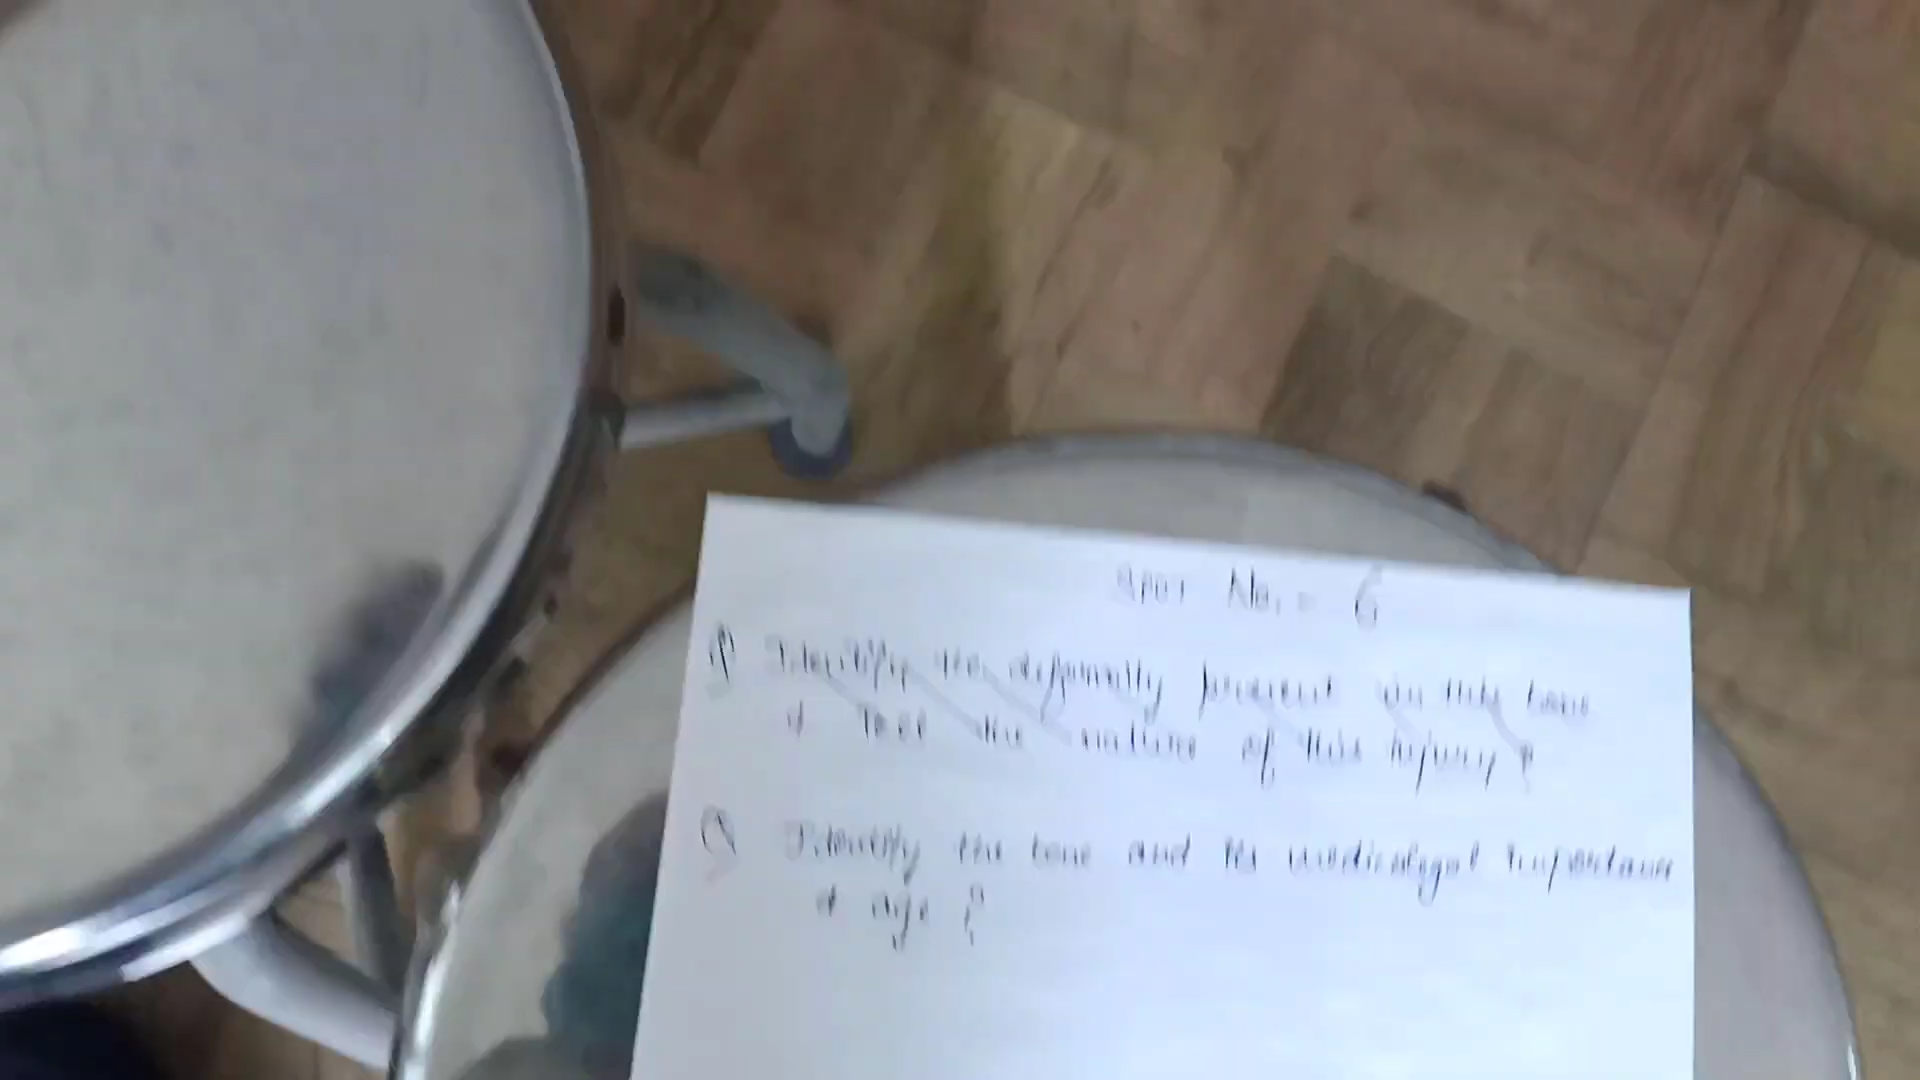 Spot No. = 6
Q Identify the deformity present in this bone
& Tell the nature of this injury?
Q Identify the bone and its medicolegal importance
& age?